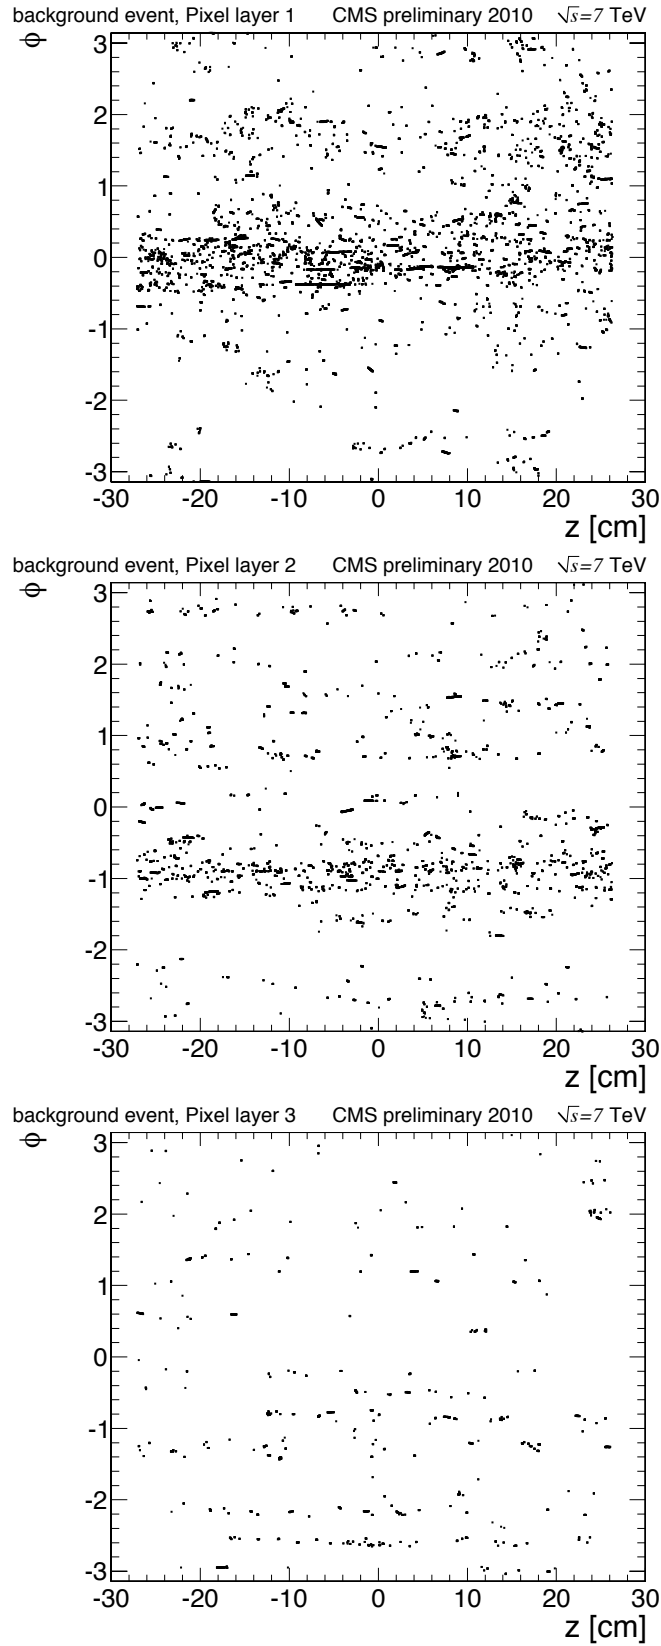 background event, Pixel layer 1 CMS preliminary 2010 √s=7 TeV
ϕ
3
2
1
0
-1
-2
-3
-30 -20 -10 0 10 20 30
z [cm]
background event, Pixel layer 2 CMS preliminary 2010 √s=7 TeV
ϕ
3
2
1
0
-1
-2
-3
-30 -20 -10 0 10 20 30
z [cm]
background event, Pixel layer 3 CMS preliminary 2010 √s=7 TeV
ϕ
3
2
1
0
-1
-2
-3
-30 -20 -10 0 10 20 30
z [cm]